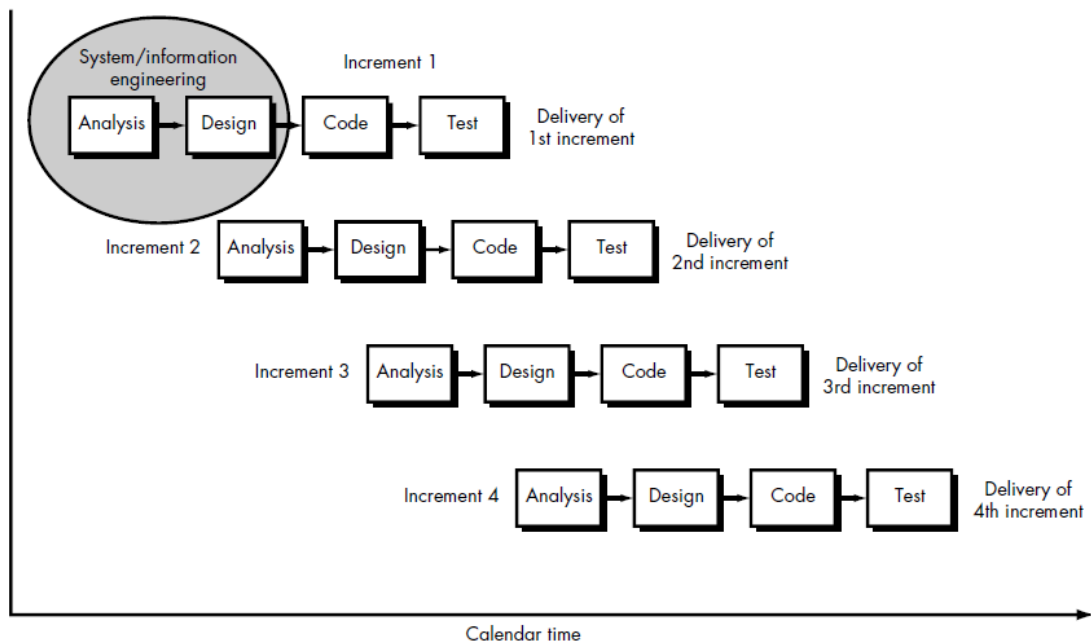 System/information
engineering
Increment 1
Analysis
Design
Code
Test
Delivery of
1st increment
Increment 2
Analysis
Design
Code
Test
Delivery of
2nd increment
Increment 3
Analysis
Design
Code
Test
Delivery of
3rd increment
Increment 4
Analysis
Design
Code
Test
Delivery of
4th increment
Calendar time